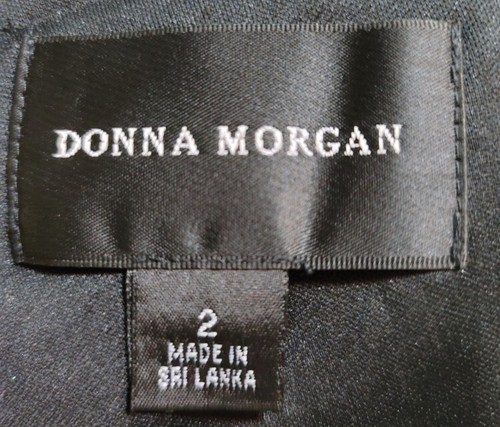 DONNA MORGAN
2
MADE IN
SRI LANKA